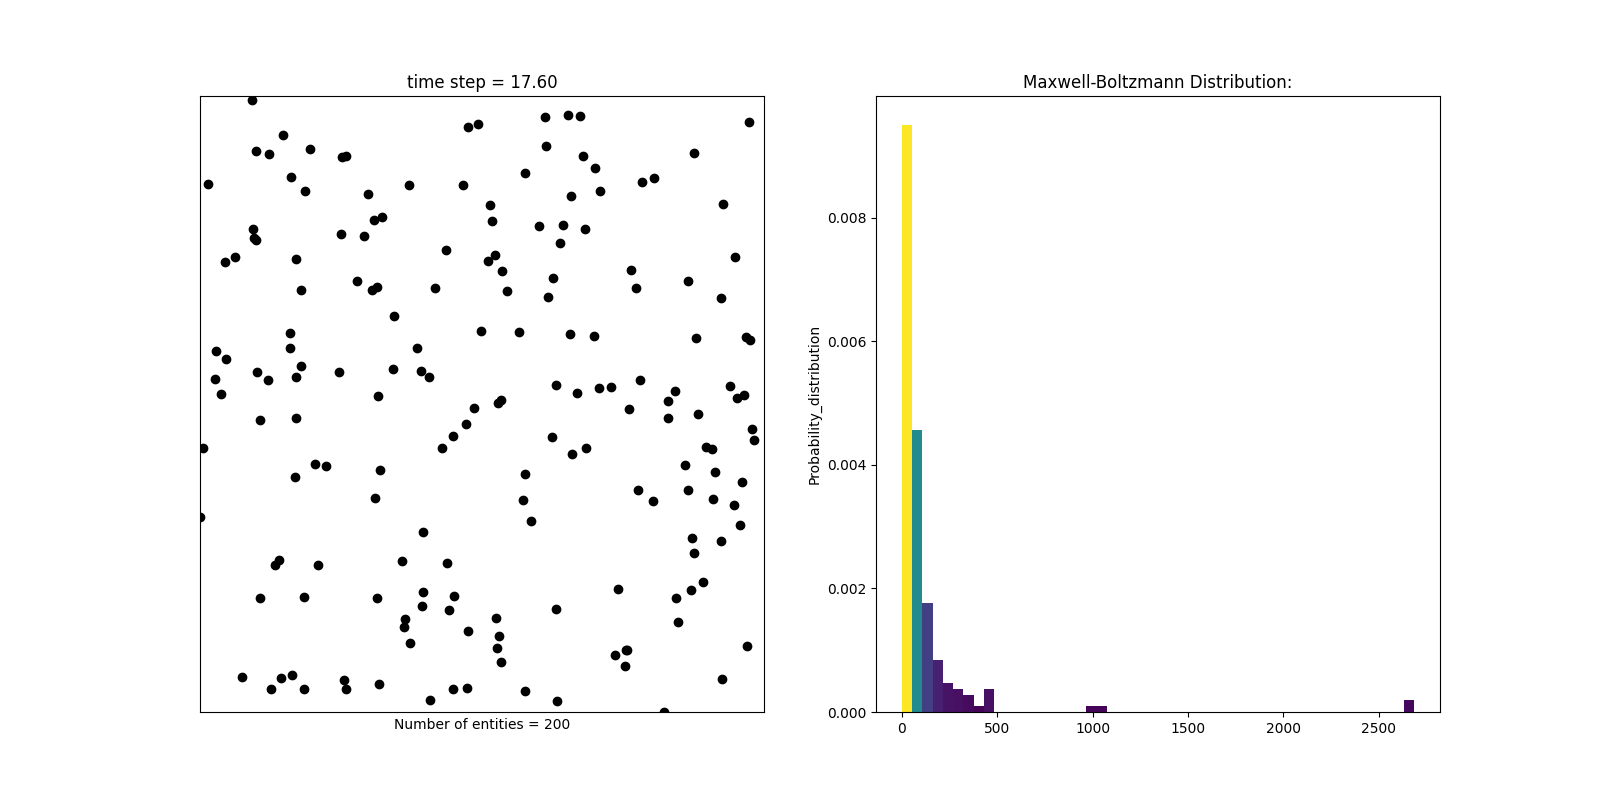 time step = 17.60
Number of entities = 200
Maxwell-Boltzmann Distribution:
Probability_distribution
0.008
0.006
0.004
0.002
0.000
0 500 1000 1500 2000 2500